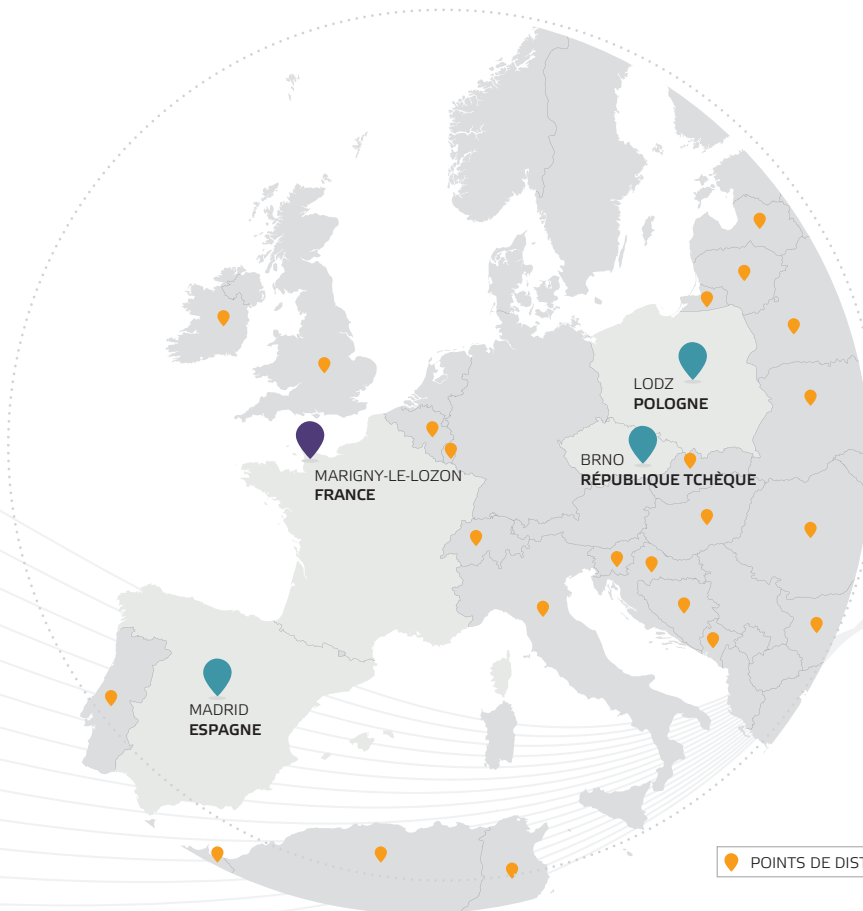 LODZ
POLOGNE
BRNO
RÉPUBLIQUE TCHÈQUE
MARIGNY-LE-LOZON
FRANCE
MADRID
ESPAGNE
POINTS DE DIST